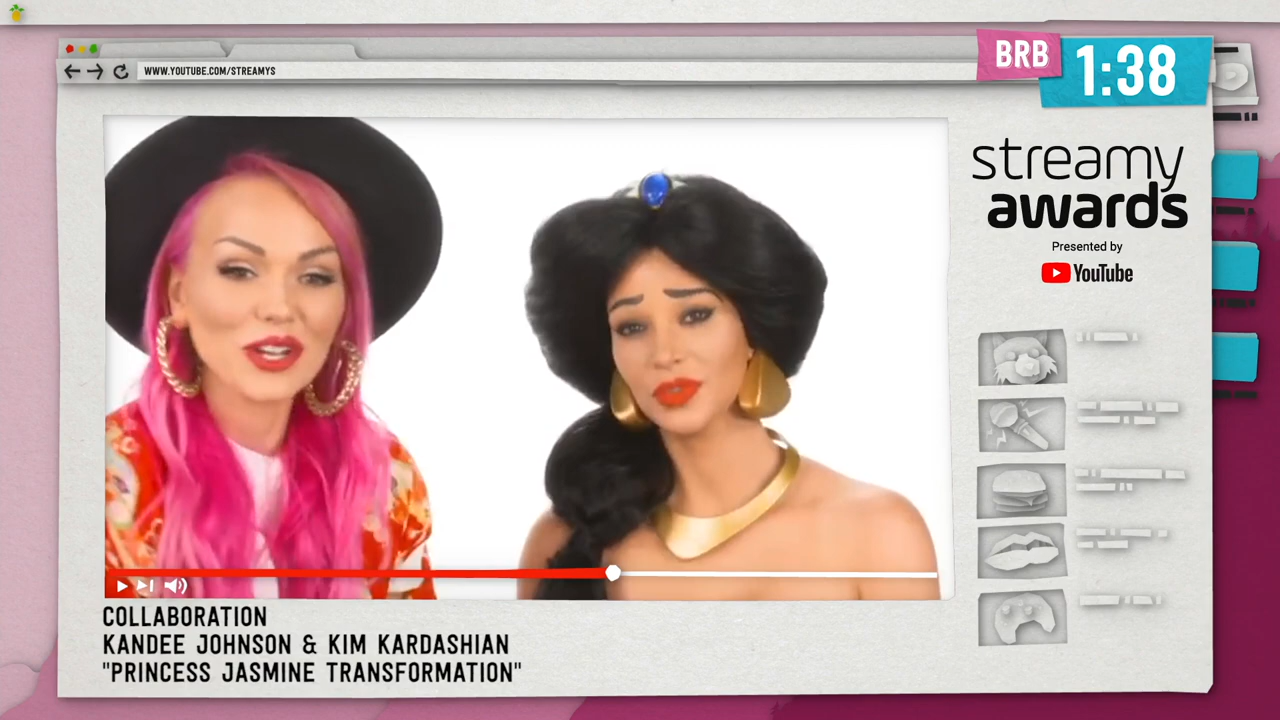 BRB
1:38
WWW.YOUTUBE.COM/STREAMYS
streamy
awards
Presented by
YouTube
COLLABORATION
KANDEE JOHNSON & KIM KARDASHIAN
"PRINCESS JASMINE TRANSFORMATION"